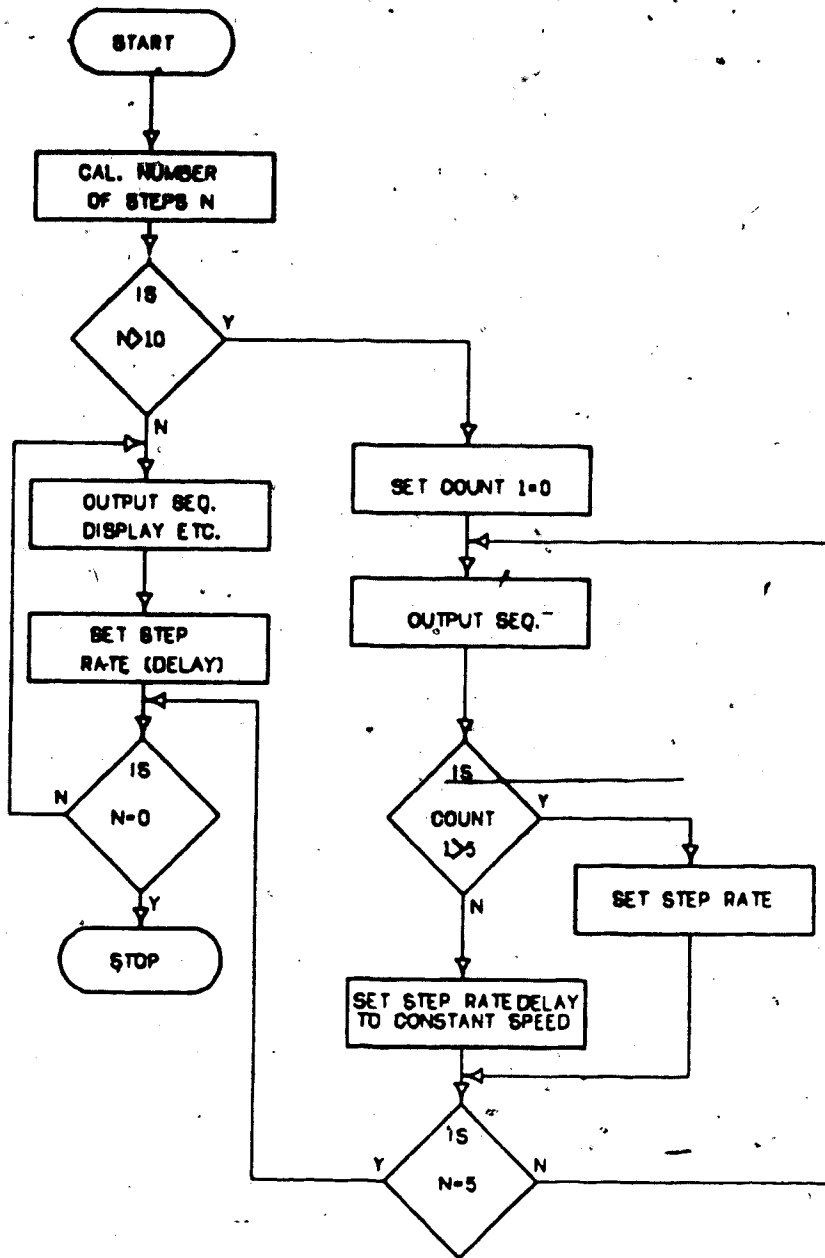 START
CAL. NUMBER
OF STEPS N
IS
N>10
Y
N
SET COUNT 1=0
OUTPUT SEQ.
DISPLAY ETC.
OUTPUT SEQ.
SET STEP
RATE (DELAY)
IS
N=0
N
Y
STOP
IS
COUNT
1>5
Y
N
SET STEP RATE
SET STEP RATE DELAY
TO CONSTANT SPEED
IS
N=5
Y
N